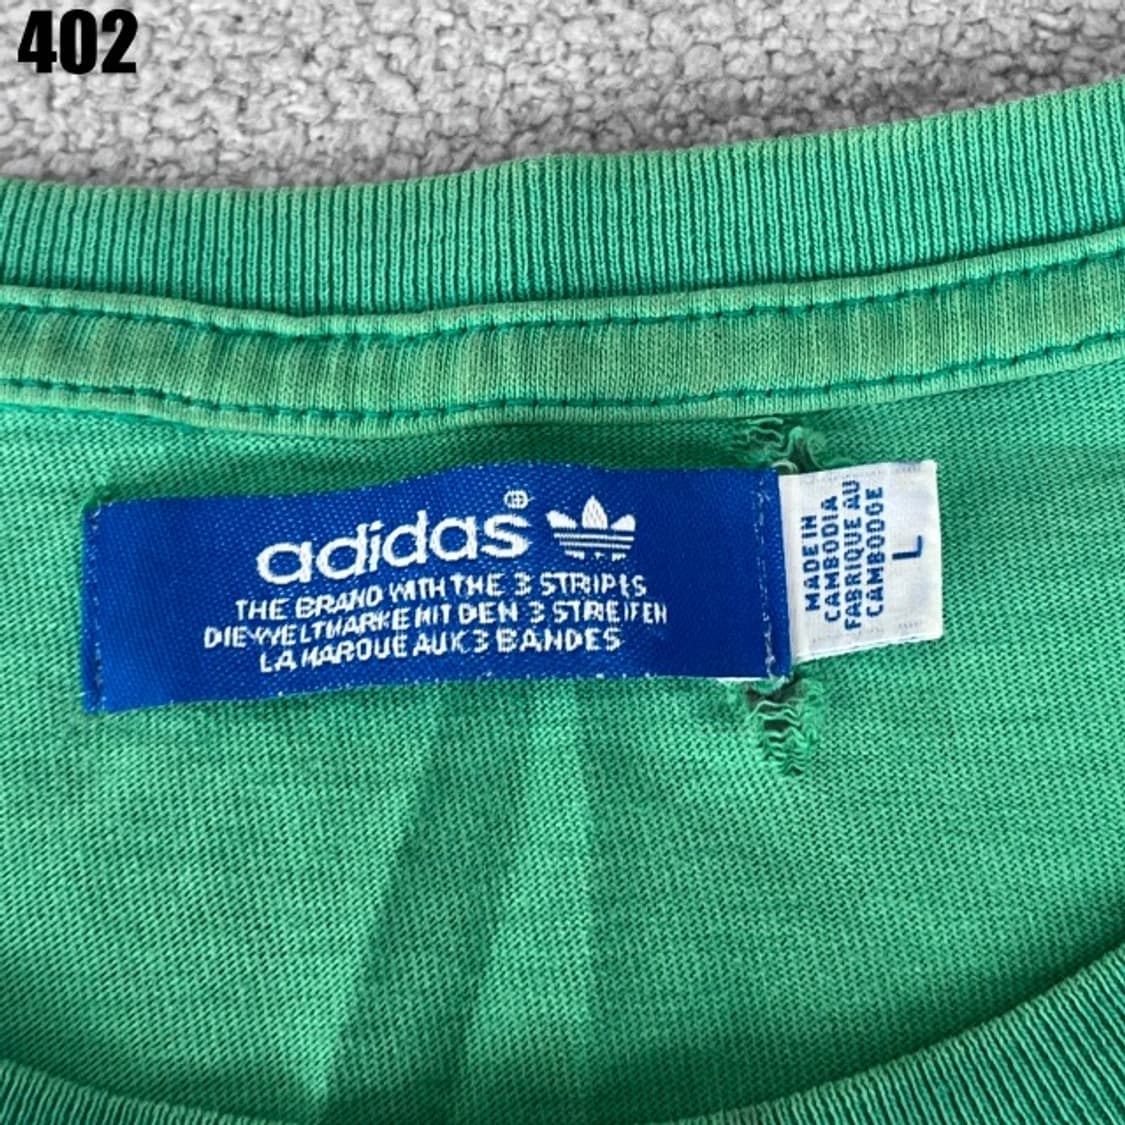 402
adidas®
THE BRAND WITH THE 3 STRIPES
DIE WELTMARKE MIT DEN 3 STREIFEN
LA MARQUE AUX 3 BANDES
MADE IN
CAMBODIA
FABRIQUE AU
CAMBODGE
L